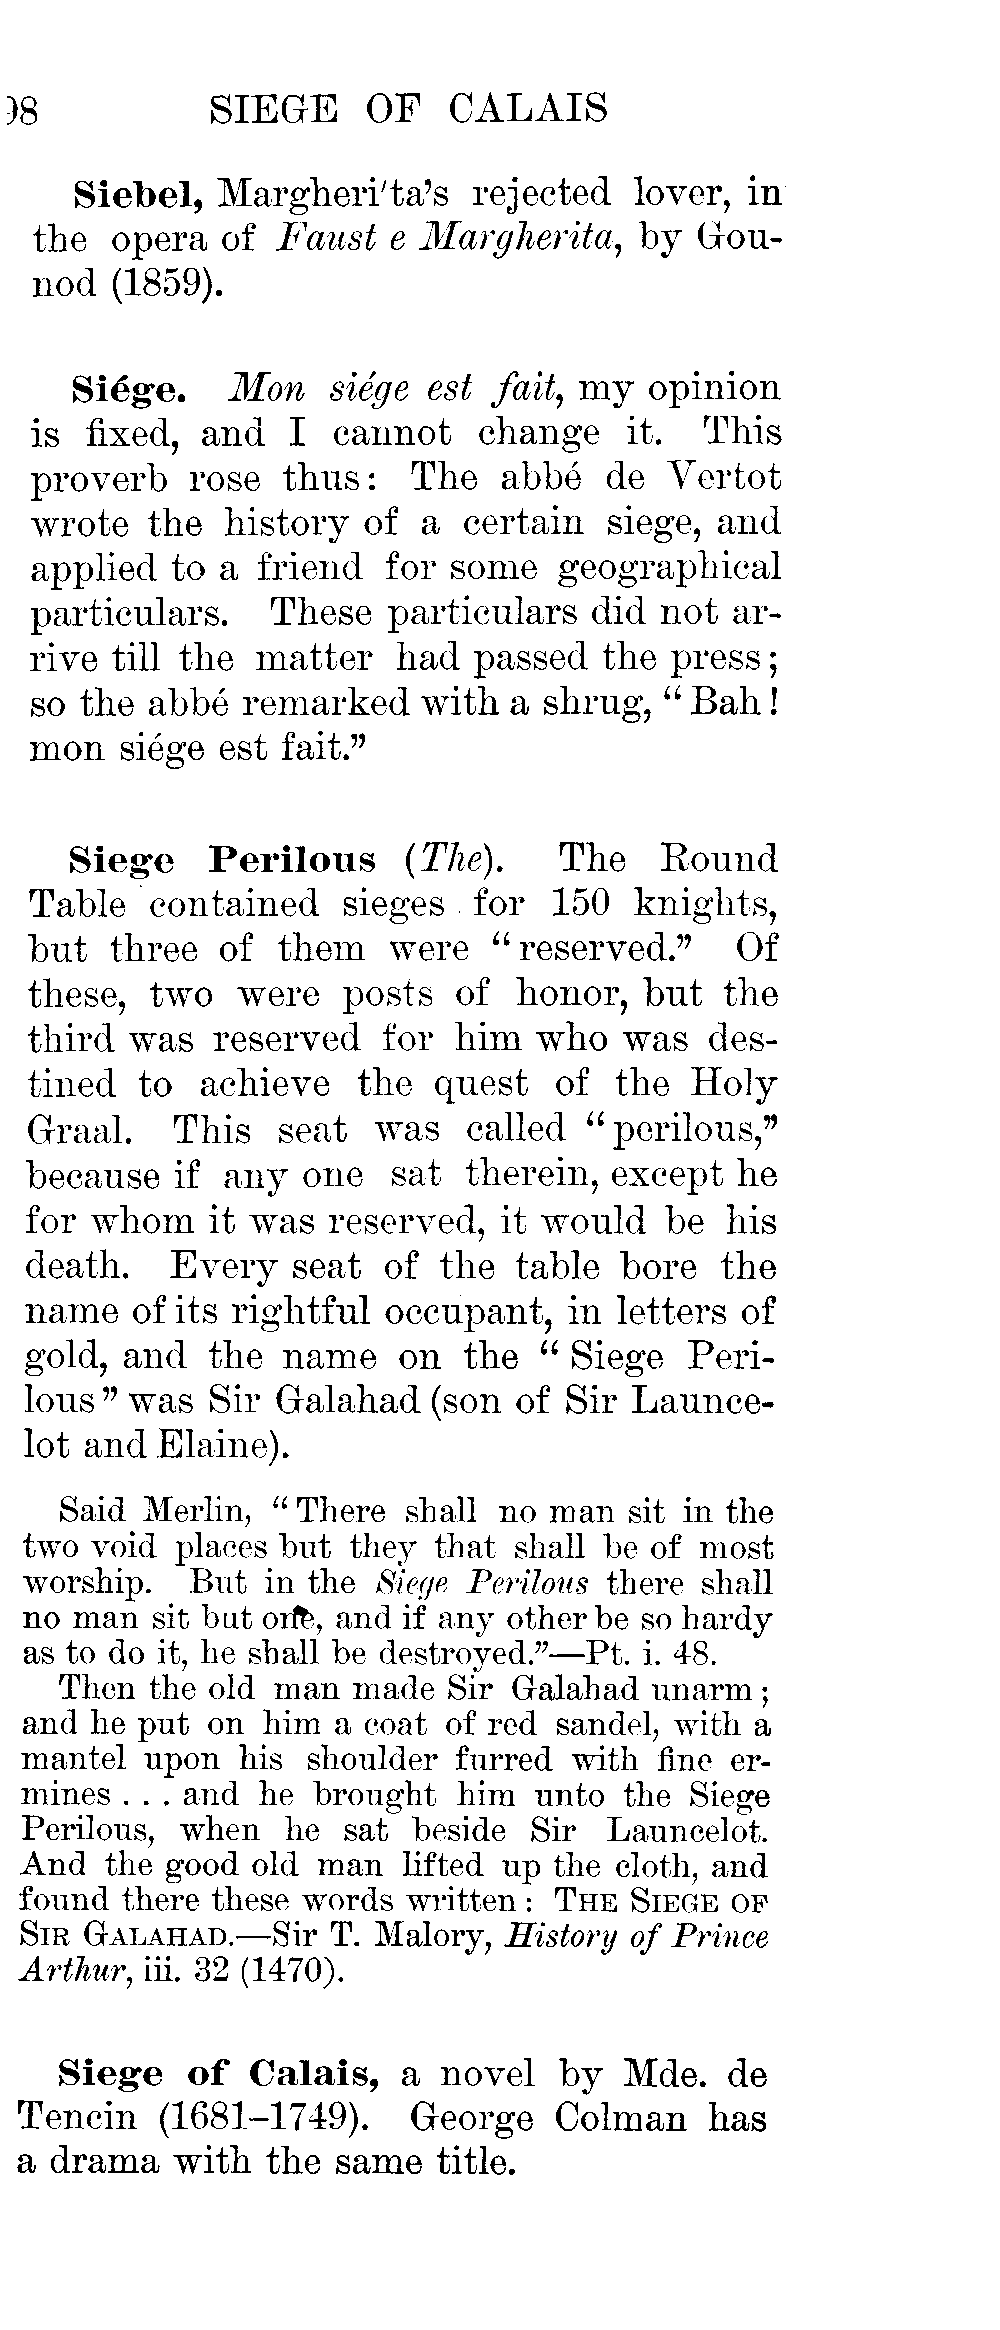 98 SIEGE OF CALAIS
Siebel, Margheri'ta's rejected lover, in
the opera of Faust e Margherita, by Gou-
nod (1859).
Siége. Mon siége est fait, my opinion
is fixed, and I cannot change it. This
proverb rose thus: The abbé de Vertot
wrote the history of a certain siege, and
applied to a friend for some geographical
particulars. These particulars did not ar-
rive till the matter had passed the press;
so the abbé remarked with a shrug, “Bah!
mon siége est fait.”
Siege Perilous (The). The Round
Table contained sieges for 150 knights,
but three of them were “reserved.” Of
these, two were posts of honor, but the
third was reserved for him who was des-
tined to achieve the quest of the Holy
Graal. This seat was called “perilous,”
because if any one sat therein, except he
for whom it was reserved, it would be his
death. Every seat of the table bore the
name of its rightful occupant, in letters of
gold, and the name on the “Siege Peri-
lous” was Sir Galahad (son of Sir Launce-
lot and Elaine).
Said Merlin, “There shall no man sit in the
two void places but they that shall be of most
worship. But in the Siege Perilous there shall
no man sit but one, and if any other be so hardy
as to do it, he shall be destroyed.”—Pt. i. 48.
Then the old man made Sir Galahad unarm;
and he put on him a coat of red sandel, with a
mantel upon his shoulder furred with fine er-
mines . . . and he brought him unto the Siege
Perilous, when he sat beside Sir Launcelot.
And the good old man lifted up the cloth, and
found there these words written: THE SIEGE OF
SIR GALAHAD.—Sir T. Malory, History of Prince
Arthur, iii. 32 (1470).
Siege of Calais, a novel by Mde. de
Tencin (1681–1749). George Colman has
a drama with the same title.